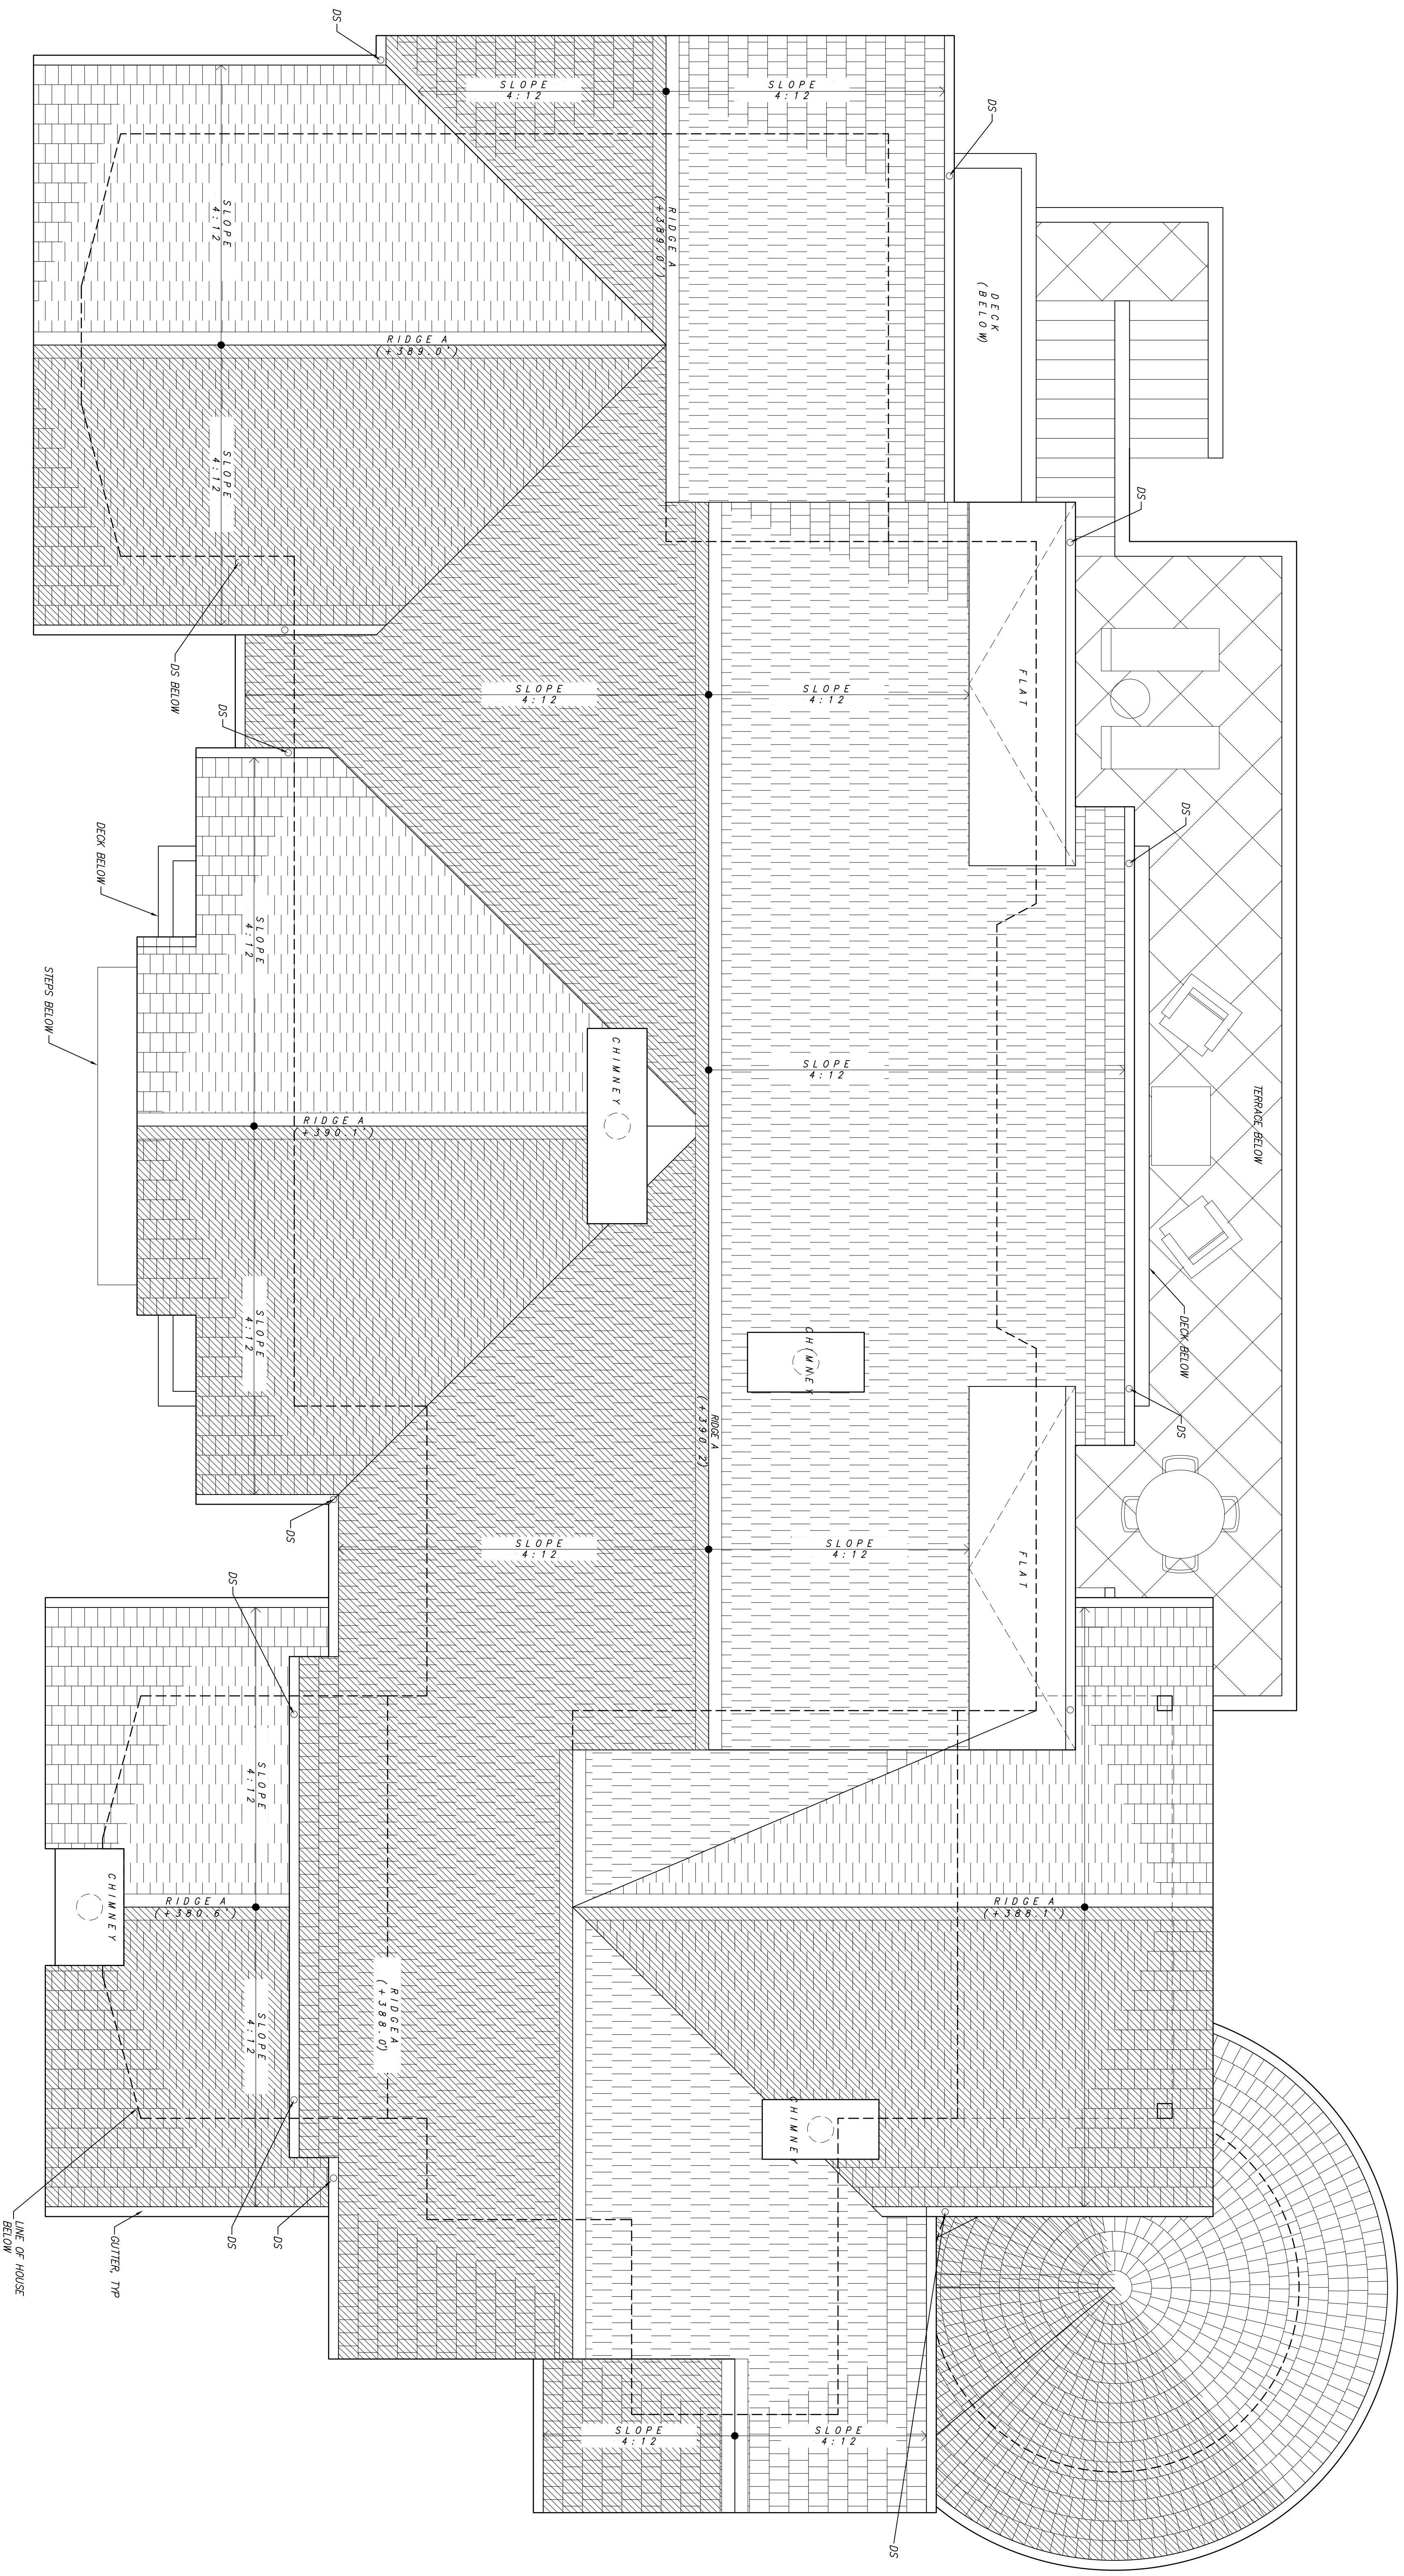 DS
SLOPE
4:12
SLOPE
4:12
DS
SLOPE
4:12
RIDGE A
(+389.0')
DECK
(BELOW)
RIDGE A
(+389.0')
SLOPE
4:12
DS
DS BELOW
DS
SLOPE
4:12
SLOPE
4:12
FLAT
DECK BELOW
DS
SLOPE
4:12
STEPS BELOW
CHIMNEY
SLOPE
4:12
TERRACE BELOW
RIDGE A
(+390.1')
SLOPE
4:12
CHIMNEY
DECK BELOW
RIDGE A
(+390.2')
DS
DS
SLOPE
4:12
SLOPE
4:12
FLAT
DS
SLOPE
4:12
CHIMNEY
RIDGE A
(+380.6')
RIDGE A
(+388.1')
SLOPE
4:12
RIDGE A
(+388.0')
CHIMNEY
LINE OF HOUSE
BELOW
GUTTER, TYP
DS
DS
SLOPE
4:12
SLOPE
4:12
DS